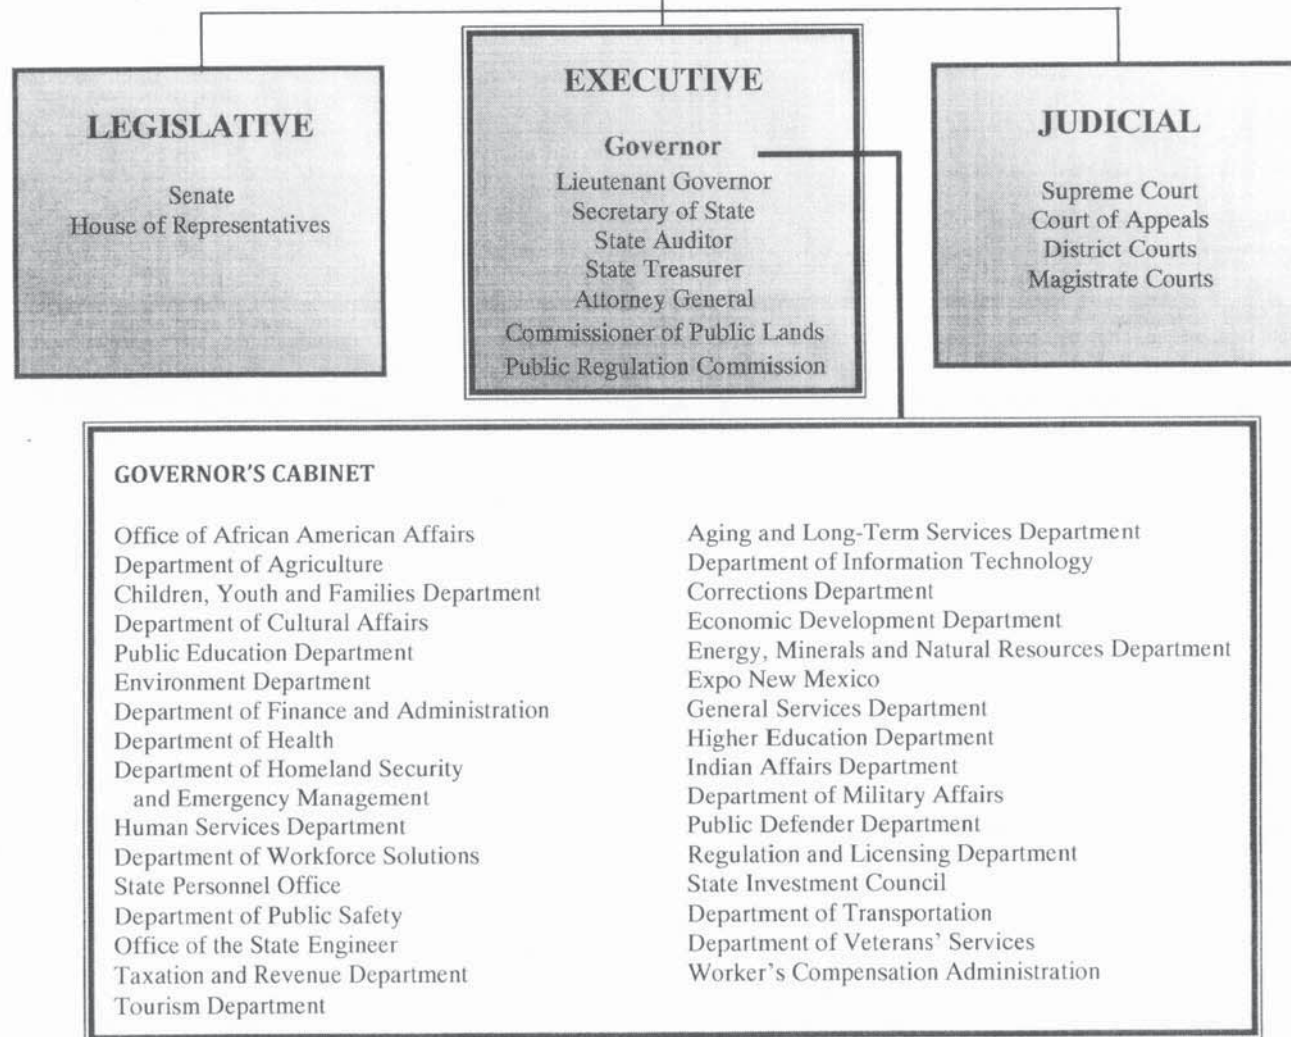 LEGISLATIVE
Senate
House of Representatives
EXECUTIVE
Governor
Lieutenant Governor
Secretary of State
State Auditor
State Treasurer
Attorney General
Commissioner of Public Lands
Public Regulation Commission
JUDICIAL
Supreme Court
Court of Appeals
District Courts
Magistrate Courts
GOVERNOR'S CABINET
Office of African American Affairs
Department of Agriculture
Children, Youth and Families Department
Department of Cultural Affairs
Public Education Department
Environment Department
Department of Finance and Administration
Department of Health
Department of Homeland Security
and Emergency Management
Human Services Department
Department of Workforce Solutions
State Personnel Office
Department of Public Safety
Office of the State Engineer
Taxation and Revenue Department
Tourism Department
Aging and Long-Term Services Department
Department of Information Technology
Corrections Department
Economic Development Department
Energy, Minerals and Natural Resources Department
Expo New Mexico
General Services Department
Higher Education Department
Indian Affairs Department
Department of Military Affairs
Public Defender Department
Regulation and Licensing Department
State Investment Council
Department of Transportation
Department of Veterans' Services
Worker's Compensation Administration